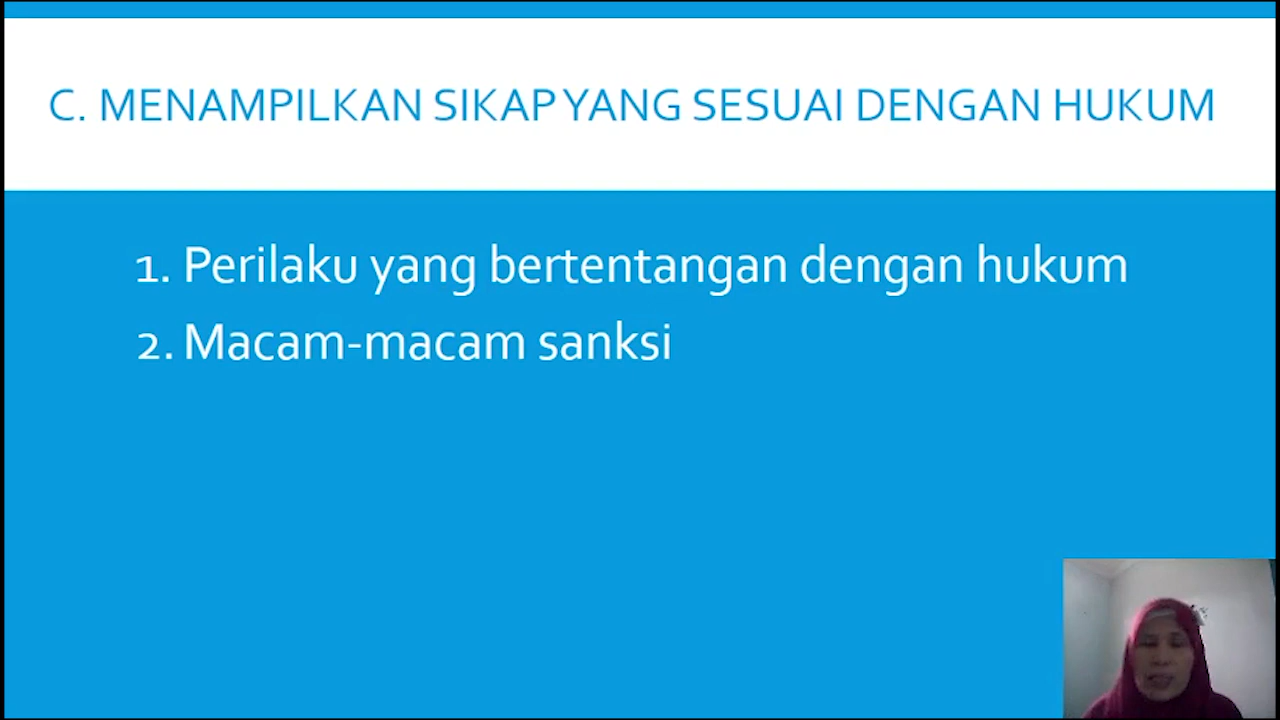 C. MENAMPILKAN SIKAP YANG SESUAI DENGAN HUKUM
1. Perilaku yang bertentangan dengan hukum
2. Macam-macam sanksi